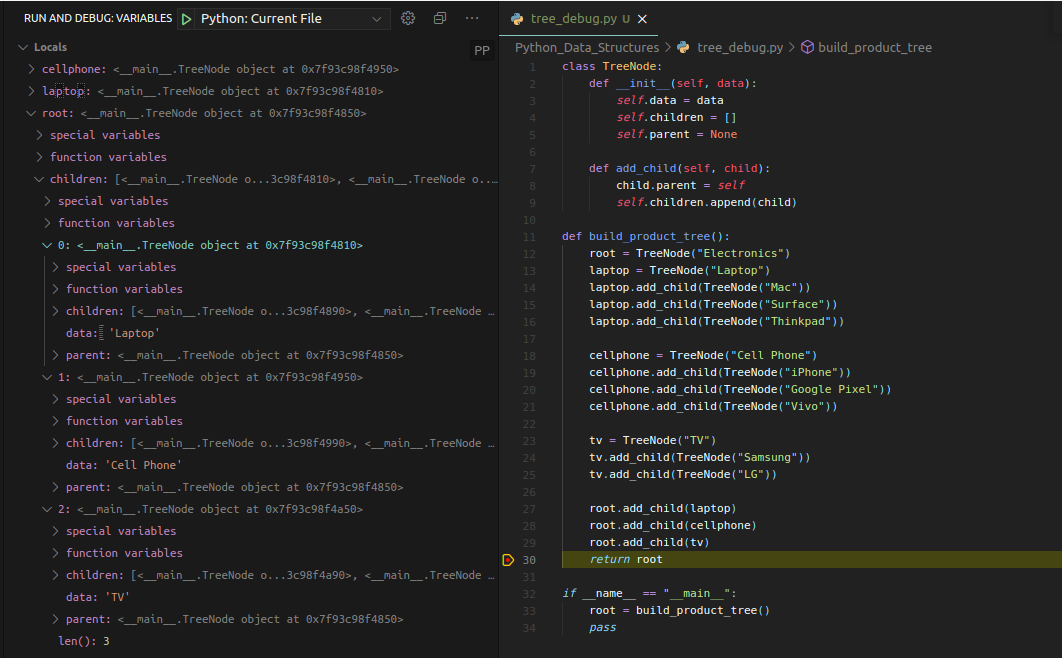 RUN AND DEBUG: VARIABLES
Python: Current File
Locals
cellphone: <__main__.TreeNode object at 0x7f93c98f4950>
laptop: <__main__.TreeNode object at 0x7f93c98f4810>
root: <__main__.TreeNode object at 0x7f93c98f4850>
special variables
function variables
children: [<__main__.TreeNode o...3c98f4810>, <__main__.TreeNode o...
special variables
function variables
0: <__main__.TreeNode object at 0x7f93c98f4810>
special variables
function variables
children: [<__main__.TreeNode o...3c98f4890>, <__main__.TreeNode …
data: 'Laptop'
parent: <__main__.TreeNode object at 0x7f93c98f4850>
1: <__main__.TreeNode object at 0x7f93c98f4950>
special variables
function variables
children: [<__main__.TreeNode o...3c98f4990>, <__main__.TreeNode …
data: 'Cell Phone'
parent: <__main__.TreeNode object at 0x7f93c98f4850>
2: <__main__.TreeNode object at 0x7f93c98f4a50>
special variables
function variables
children: [<__main__.TreeNode o...3c98f4a90>, <__main__.TreeNode …
data: 'TV'
parent: <__main__.TreeNode object at 0x7f93c98f4850>
len(): 3
PP
tree_debug.py U
Python_Data_Structures > tree_debug.py > build_product_tree
1 class TreeNode:
2     def __init__(self, data):
3         self.data = data
4         self.children = []
5         self.parent = None
6
7     def add_child(self, child):
8         child.parent = self
9         self.children.append(child)
10
11 def build_product_tree():
12     root = TreeNode("Electronics")
13     laptop = TreeNode("Laptop")
14     laptop.add_child(TreeNode("Mac"))
15     laptop.add_child(TreeNode("Surface"))
16     laptop.add_child(TreeNode("Thinkpad"))
17
18     cellphone = TreeNode("Cell Phone")
19     cellphone.add_child(TreeNode("iPhone"))
20     cellphone.add_child(TreeNode("Google Pixel"))
21     cellphone.add_child(TreeNode("Vivo"))
22
23     tv = TreeNode("TV")
24     tv.add_child(TreeNode("Samsung"))
25     tv.add_child(TreeNode("LG"))
26
27     root.add_child(laptop)
28     root.add_child(cellphone)
29     root.add_child(tv)
30     return root
31
32 if __name__ == "__main__":
33     root = build_product_tree()
34     pass